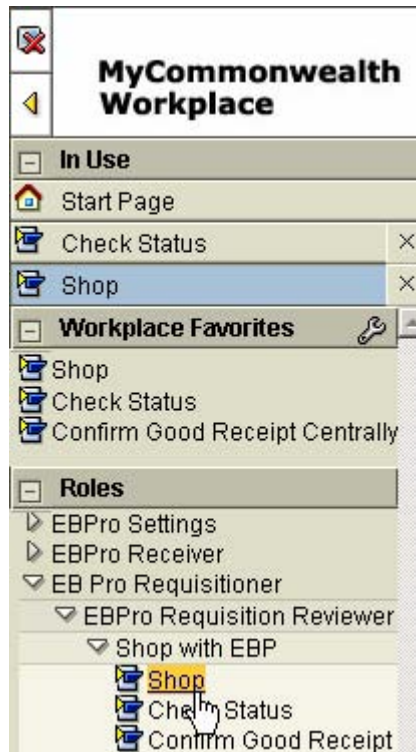 MyCommonwealth
Workplace
In Use
Start Page
Check Status
Shop
Workplace Favorites
Shop
Check Status
Confirm Good Receipt Centrally
Roles
EBPro Settings
EBPro Receiver
EB Pro Requisitioner
EBPro Requisition Reviewer
Shop with EBP
Shop
Check Status
Confirm Good Receipt